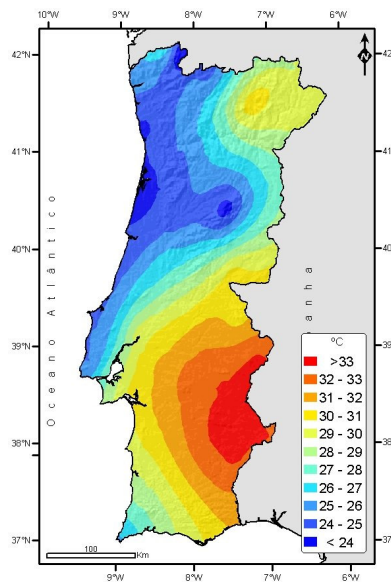 10°W
9°W
8°W
7°W
6°W
42°N
42°
N
41°N
41°
40°N
40°
39°N
39°
38°N
38°
37°N
37°
Oceano Atlântico
anha
°C
>33
32 - 33
31 - 32
30 - 31
29 - 30
28 - 29
27 - 28
26 - 27
25 - 26
24 - 25
< 24
100
Km
9°W
8°W
7°W
6°W